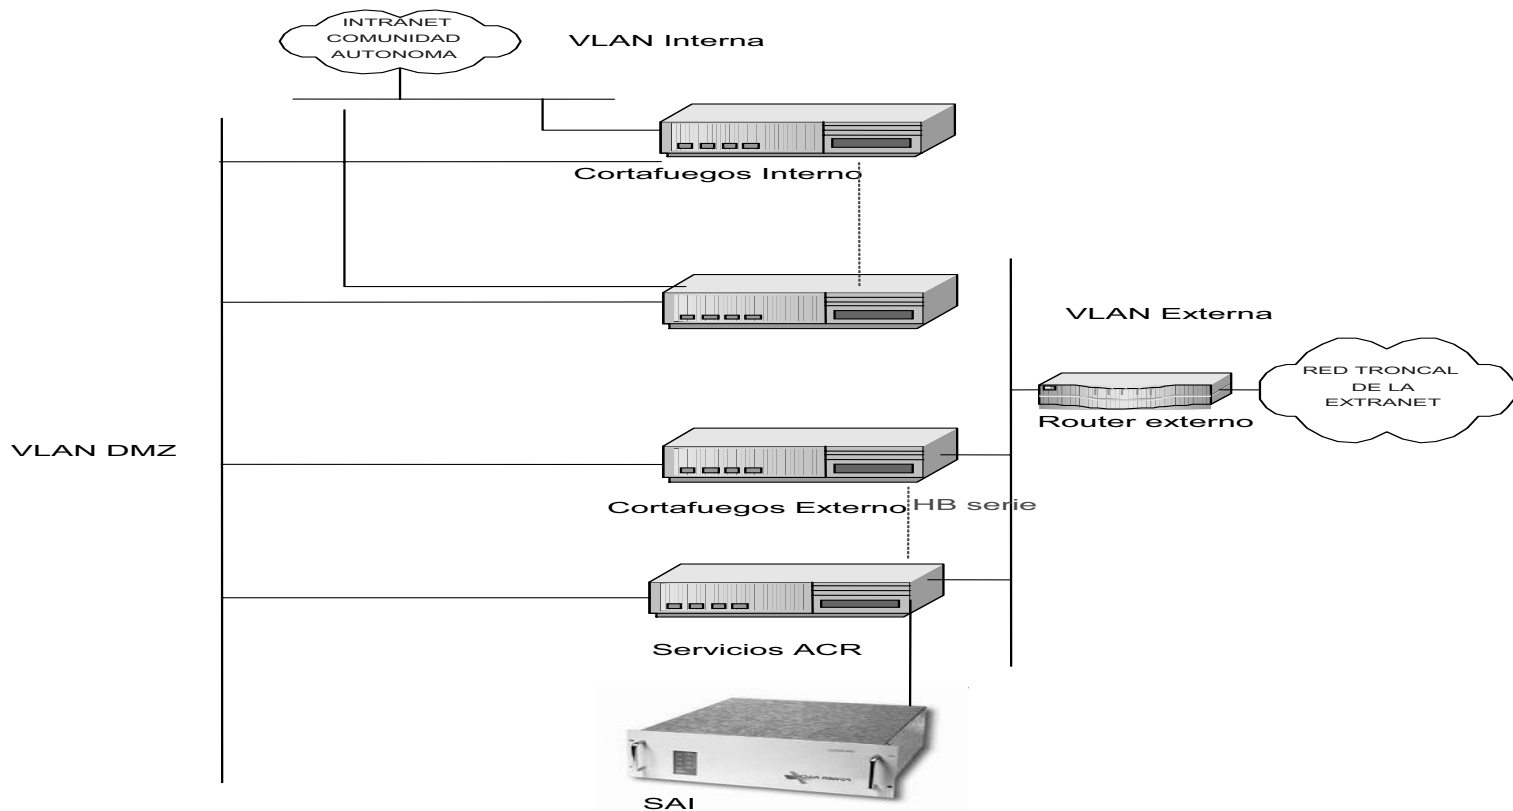 INTRANET
COMUNIDAD
AUTONOMA
VLAN Interna
Cortafuegos Interno
VLAN Externa
RED TRONCAL
DE LA
EXTRANET
Router externo
VLAN DMZ
Cortafuegos Externo
HB serie
Servicios ACR
SAI